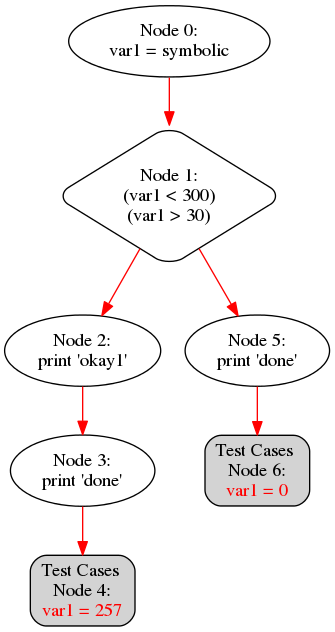 Node 0:
var1 = symbolic
Node 1:
(var1 < 300)
(var1 > 30)
Node 2:
print 'okay1'
Node 5:
print 'done'
Node 3:
print 'done'
Test Cases
Node 6:
var1 = 0
Test Cases
Node 4:
var1 = 257